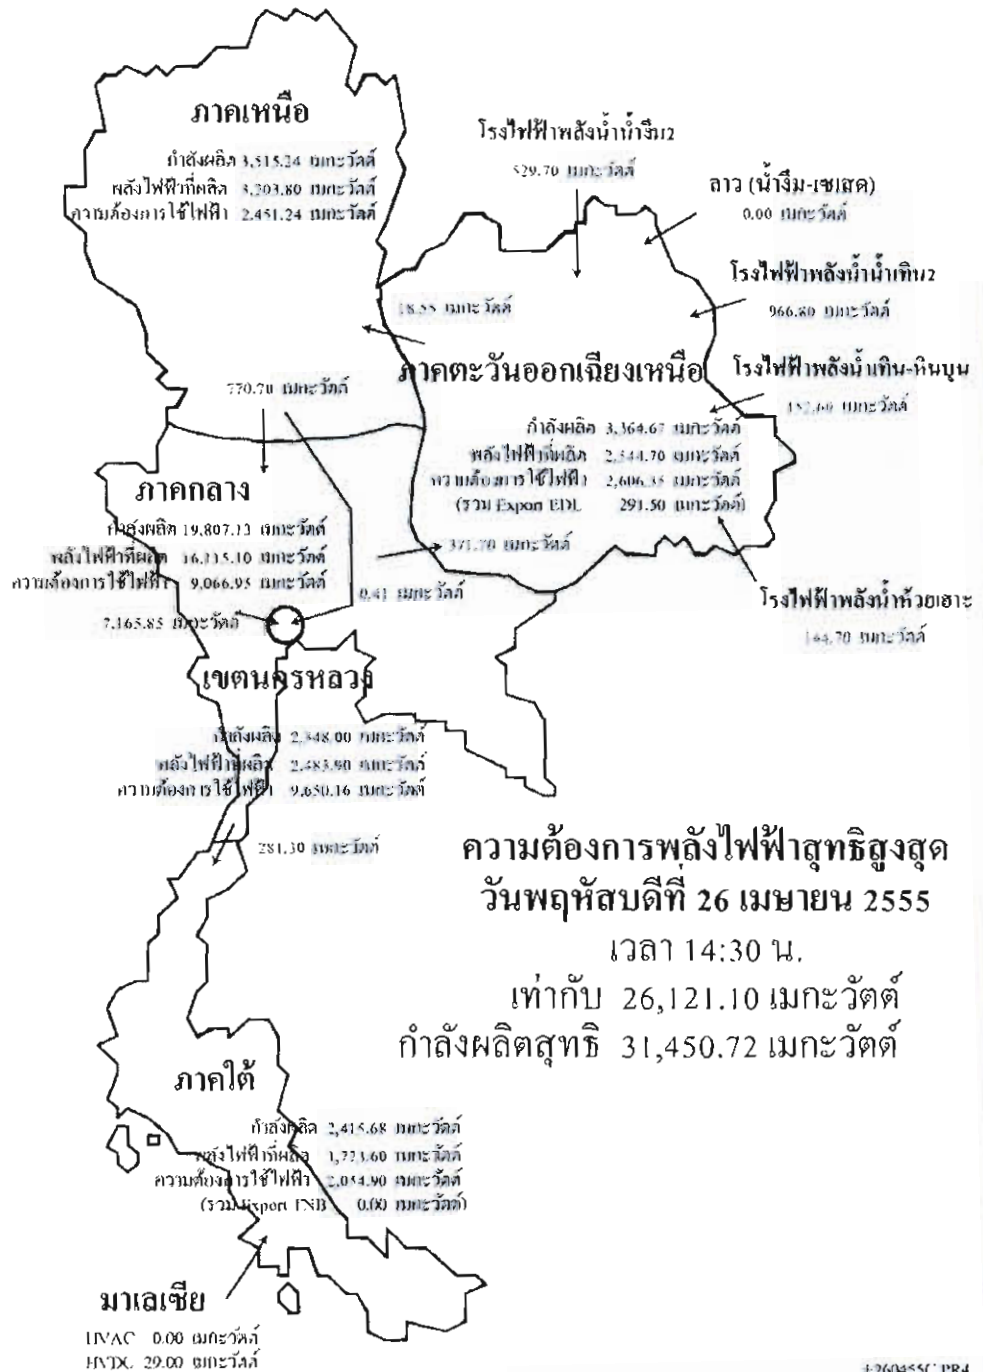 ภาคเหนือ
กำลังผลิต 3,515.24 เมกะวัตต์
พลังไฟฟ้าที่ผลิต 3,203.80 เมกะวัตต์
ความต้องการใช้ไฟฟ้า 2,451.24 เมกะวัตต์
โรงไฟฟ้าพลังน้ำน้ำงึม2
529.70 เมกะวัตต์
ลาว (น้ำงึม-เซเสด)
0.00 เมกะวัตต์
โรงไฟฟ้าพลังน้ำน้ำเทิน2
966.80 เมกะวัตต์
18.55 เมกะวัตต์
ภาคตะวันออกเฉียงเหนือ
โรงไฟฟ้าพลังน้ำเทิน-หินบุน
เมกะวัตต์
770.70 เมกะวัตต์
กำลังผลิต 3,364.67 เมกะวัตต์
พลังไฟฟ้าที่ผลิต 2,544.70 เมกะวัตต์
ความต้องการใช้ไฟฟ้า 2,606.35 เมกะวัตต์
(รวม Export EDL 291.50 เมกะวัตต์)
ภาคกลาง
กำลังผลิต 19,807.13 เมกะวัตต์
พลังไฟฟ้าที่ผลิต 16,135.10 เมกะวัตต์
ความต้องการใช้ไฟฟ้า 9,066.95 เมกะวัตต์
371.70 เมกะวัตต์
0.41 เมกะวัตต์
7,165.85 เมกะวัตต์
โรงไฟฟ้าพลังน้ำห้วยเฮาะ
144.70 เมกะวัตต์
เขตนครหลวง
กำลังผลิต 2,348.00 เมกะวัตต์
พลังไฟฟ้าที่ผลิต 2,483.90 เมกะวัตต์
ความต้องการใช้ไฟฟ้า 9,650.16 เมกะวัตต์
281.30 เมกะวัตต์
ความต้องการพลังไฟฟ้าสุทธิสูงสุด
วันพฤหัสบดีที่ 26 เมษายน 2555
เวลา 14:30 น.
เท่ากับ 26,121.10 เมกะวัตต์
กำลังผลิตสุทธิ 31,450.72 เมกะวัตต์
ภาคใต้
กำลังผลิต 2,415.68 เมกะวัตต์
พลังไฟฟ้าที่ผลิต 1,773.60 เมกะวัตต์
ความต้องการใช้ไฟฟ้า 2,054.90 เมกะวัตต์
(รวม Export TNB 0.00 เมกะวัตต์)
มาเลเซีย
HVAC 0.00 เมกะวัตต์
HVDC 29.00 เมกะวัตต์